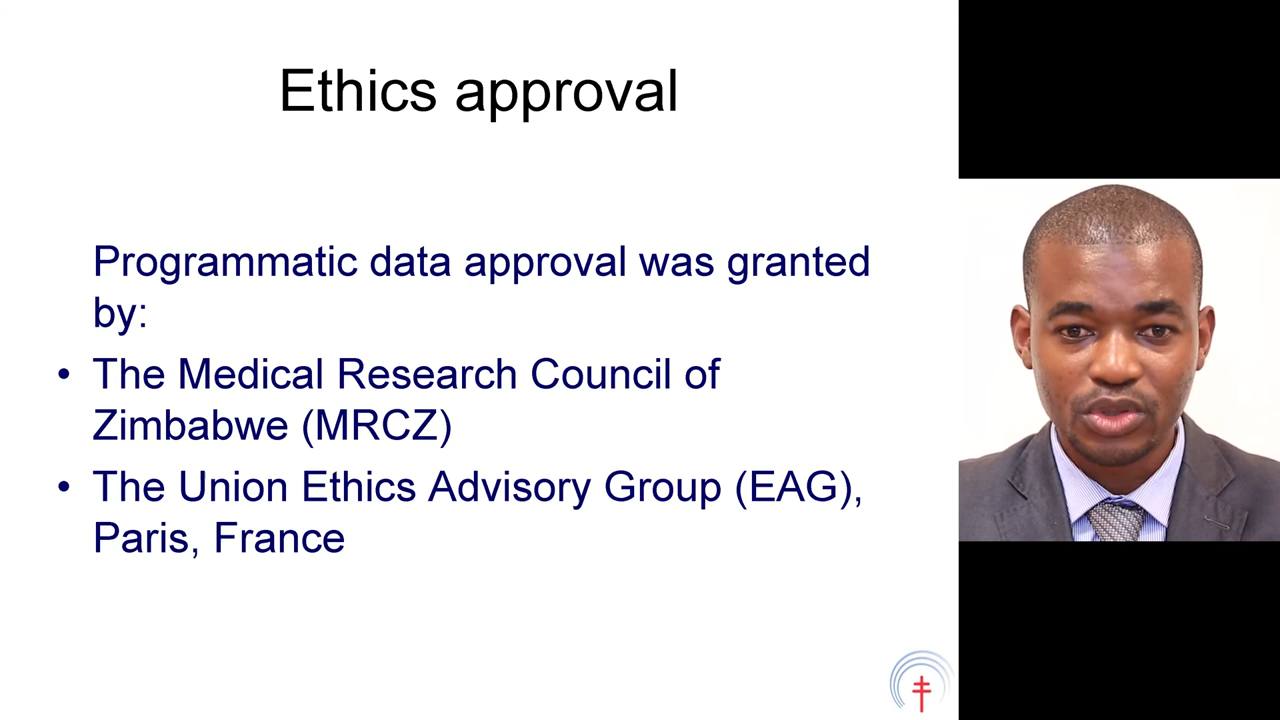 Ethics approval
Programmatic data approval was granted
by:
• The Medical Research Council of
Zimbabwe (MRCZ)
• The Union Ethics Advisory Group (EAG),
Paris, France